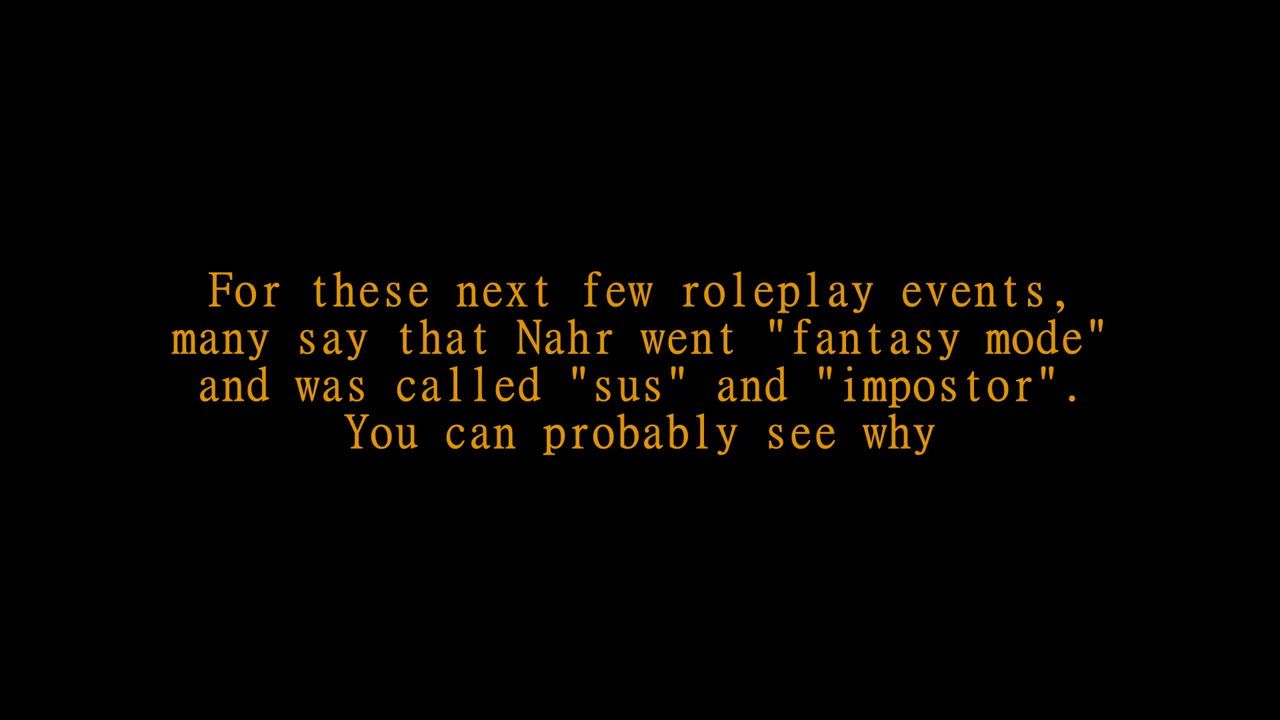 For these next few roleplay events,
many say that Nahr went "fantasy mode"
and was called "sus" and "impostor".
You can probably see why